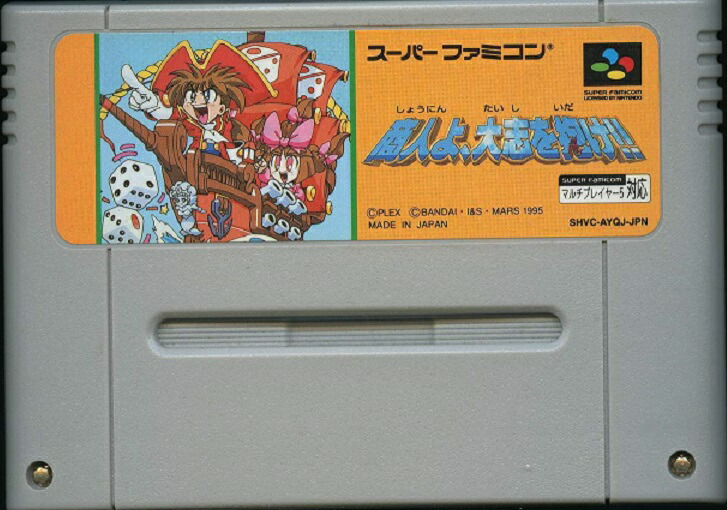 スーパーファミコン®
SUPER FAMICOM
LICENSED BY NINTENDO
しょうにん たいし いだ
商人よ、大志を抱け!!
SUPER FAMICOM
マルチプレイヤー5対応
©PLEX ©BANDAI・I&S・MARS 1995
MADE IN JAPAN
SHVC-AYQJ-JPN